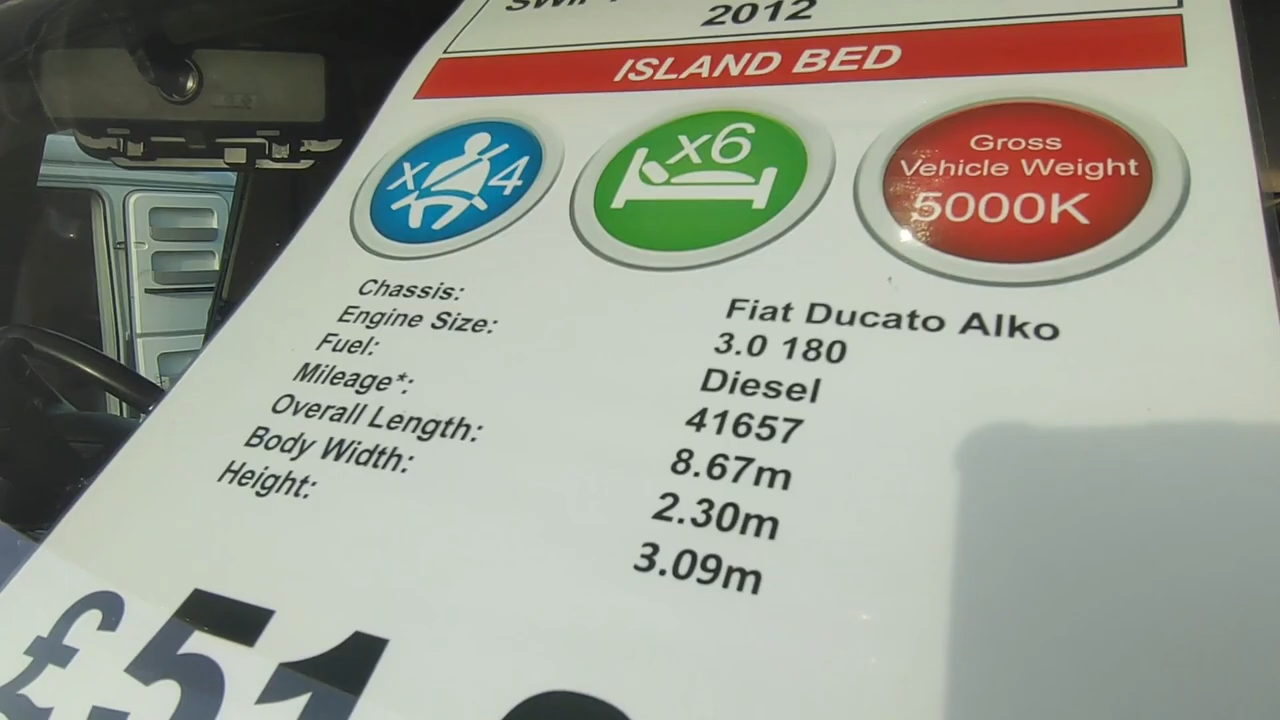 2012
ISLAND BED
x 4
x6
Gross
Vehicle Weight
5000K
Chassis: Fiat Ducato Alko
Engine Size: 3.0 180
Fuel: Diesel
Mileage*: 41657
Overall Length: 8.67m
Body Width: 2.30m
Height: 3.09m
£51